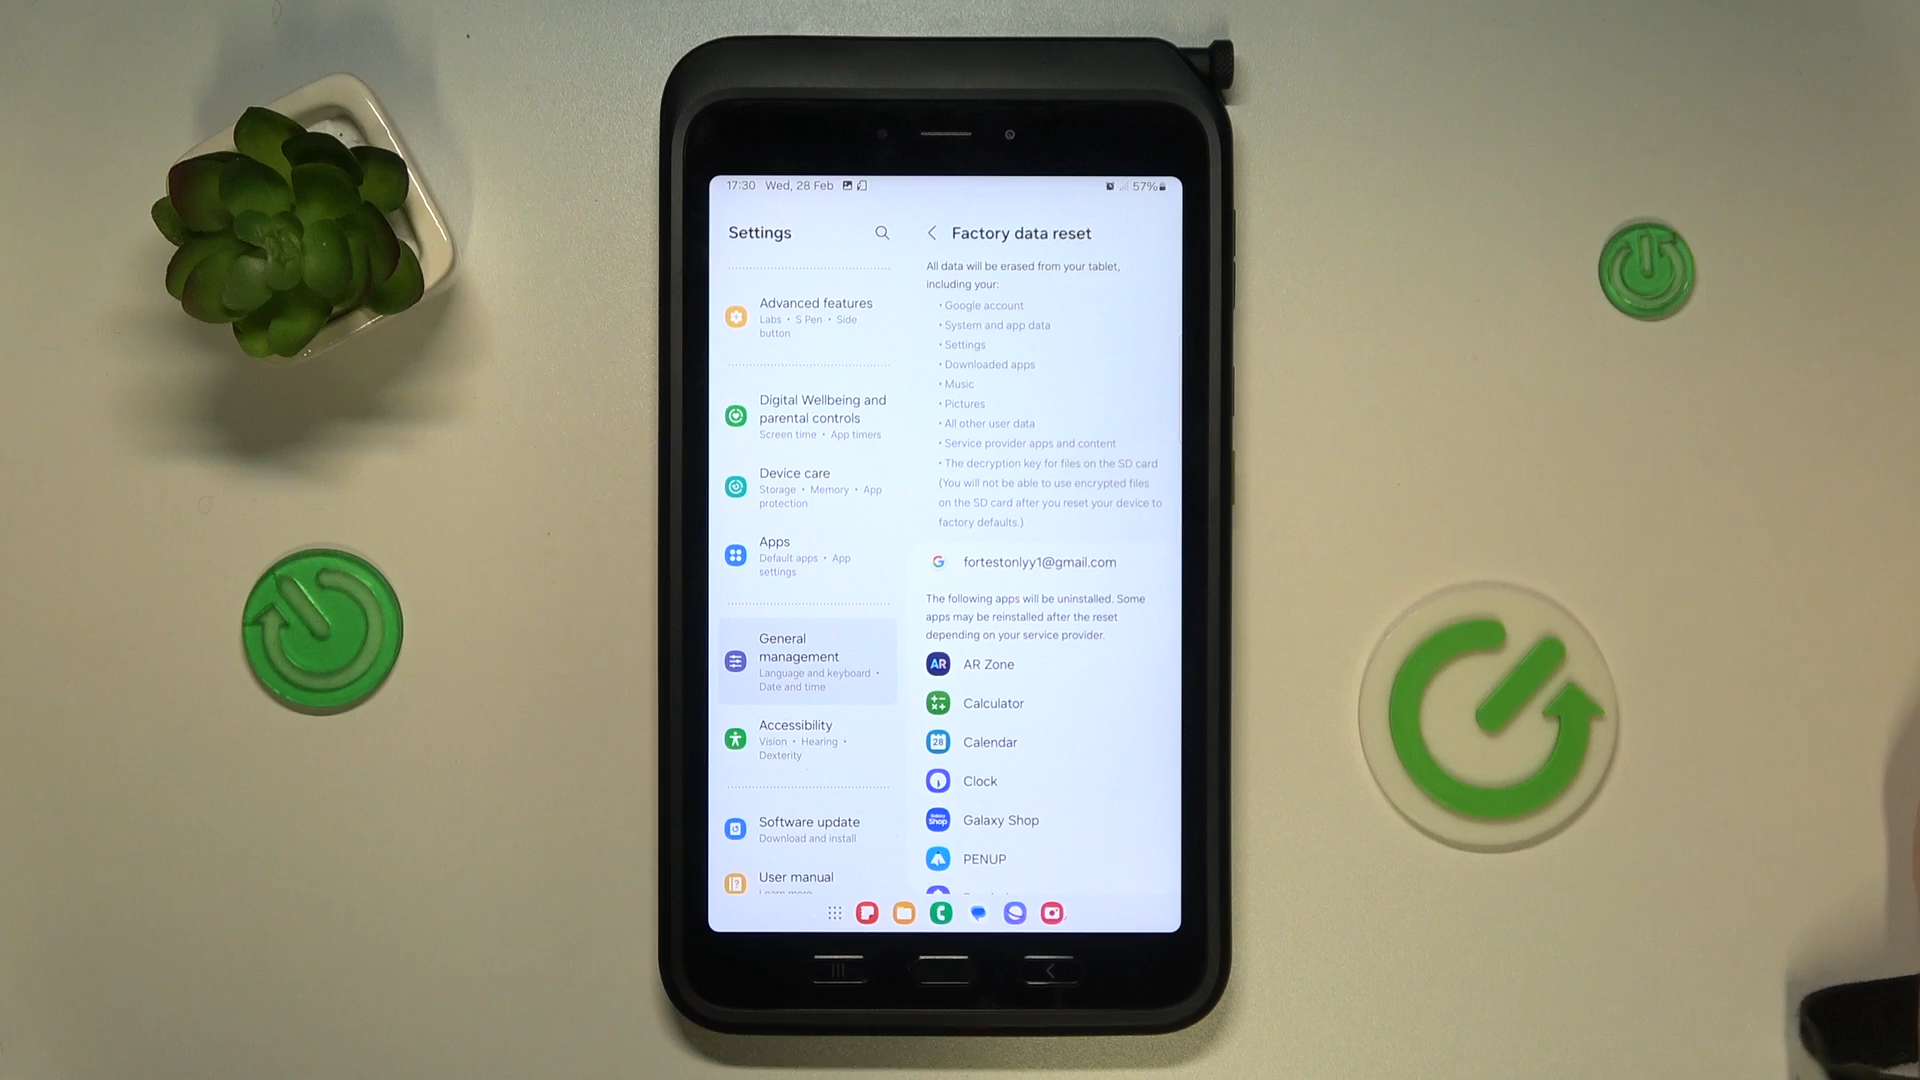 17:30 Wed, 28 Feb
57%
Settings
Advanced features
Labs • S Pen • Side
button
Digital Wellbeing and
parental controls
Screen time • App timers
Device care
Storage • Memory • App
protection
Apps
Default apps • App
settings
General
management
Language and keyboard •
Date and time
Accessibility
Vision • Hearing •
Dexterity
Software update
Download and install
User manual
Learn more
Factory data reset
All data will be erased from your tablet,
including your:
• Google account
• System and app data
• Settings
• Downloaded apps
• Music
• Pictures
• All other user data
• Service provider apps and content
• The decryption key for files on the SD card
(You will not be able to use encrypted files
on the SD card after you reset your device to
factory defaults.)
G fortestonlyy1@gmail.com
The following apps will be uninstalled. Some
apps may be reinstalled after the reset
depending on your service provider.
AR AR Zone
Calculator
28 Calendar
Clock
Galaxy Shop Galaxy Shop
PENUP